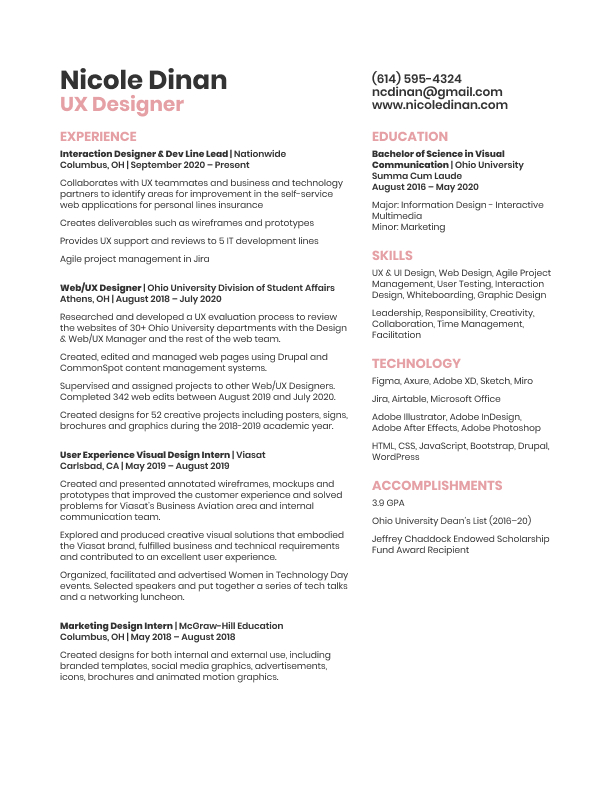 Nicole Dinan
UX Designer
(614) 595-4324
ncdinan@gmail.com
www.nicoledinan.com
EXPERIENCE
Interaction Designer & Dev Line Lead | Nationwide
Columbus, OH | September 2020 – Present
Collaborates with UX teammates and business and technology
partners to identify areas for improvement in the self-service
web applications for personal lines insurance
Creates deliverables such as wireframes and prototypes
Provides UX support and reviews to 5 IT development lines
Agile project management in Jira
Web/UX Designer | Ohio University Division of Student Affairs
Athens, OH | August 2018 – July 2020
Researched and developed a UX evaluation process to review
the websites of 30+ Ohio University departments with the Design
& Web/UX Manager and the rest of the web team.
Created, edited and managed web pages using Drupal and
CommonSpot content management systems.
Supervised and assigned projects to other Web/UX Designers.
Completed 342 web edits between August 2019 and July 2020.
Created designs for 52 creative projects including posters, signs,
brochures and graphics during the 2018-2019 academic year.
User Experience Visual Design Intern | Viasat
Carlsbad, CA | May 2019 – August 2019
Created and presented annotated wireframes, mockups and
prototypes that improved the customer experience and solved
problems for Viasat's Business Aviation area and internal
communication team.
Explored and produced creative visual solutions that embodied
the Viasat brand, fulfilled business and technical requirements
and contributed to an excellent user experience.
Organized, facilitated and advertised Women in Technology Day
events. Selected speakers and put together a series of tech talks
and a networking luncheon.
Marketing Design Intern | McGraw-Hill Education
Columbus, OH | May 2018 – August 2018
Created designs for both internal and external use, including
branded templates, social media graphics, advertisements,
icons, brochures and animated motion graphics.
EDUCATION
Bachelor of Science in Visual
Communication | Ohio University
Summa Cum Laude
August 2016 – May 2020
Major: Information Design - Interactive
Multimedia
Minor: Marketing
SKILLS
UX & UI Design, Web Design, Agile Project
Management, User Testing, Interaction
Design, Whiteboarding, Graphic Design
Leadership, Responsibility, Creativity,
Collaboration, Time Management,
Facilitation
TECHNOLOGY
Figma, Axure, Adobe XD, Sketch, Miro
Jira, Airtable, Microsoft Office
Adobe Illustrator, Adobe InDesign,
Adobe After Effects, Adobe Photoshop
HTML, CSS, JavaScript, Bootstrap, Drupal,
WordPress
ACCOMPLISHMENTS
3.9 GPA
Ohio University Dean's List (2016–20)
Jeffrey Chaddock Endowed Scholarship
Fund Award Recipient